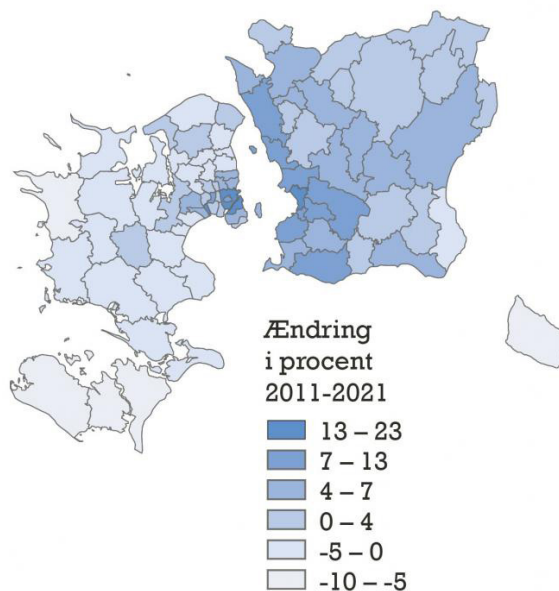 Ændring
i procent
2011-2021
13 – 23
7 – 13
4 – 7
0 – 4
-5 – 0
-10 – -5